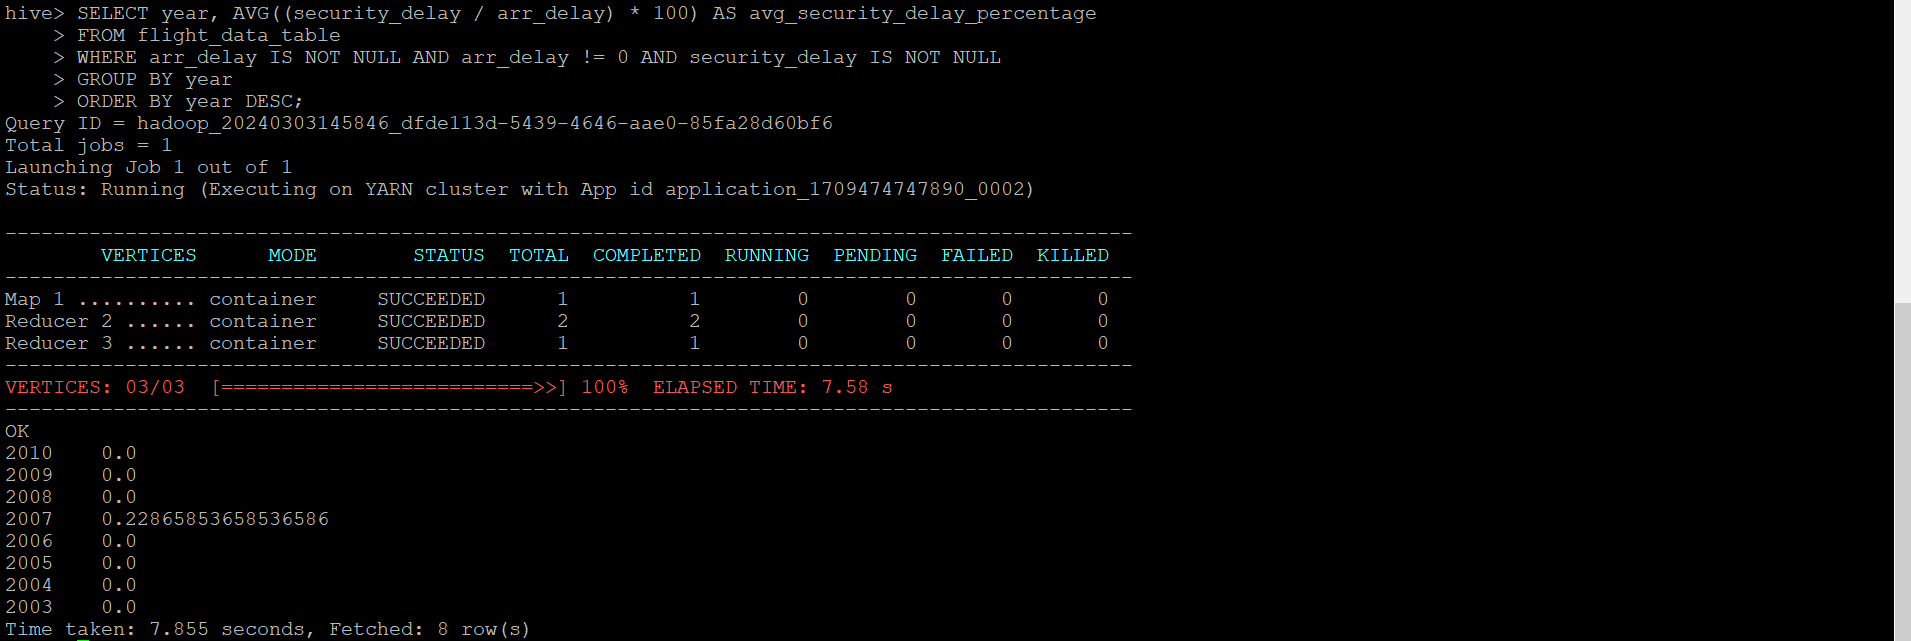 hive> SELECT year, AVG((security_delay / arr_delay) * 100) AS avg_security_delay_percentage
    > FROM flight_data_table
    > WHERE arr_delay IS NOT NULL AND arr_delay != 0 AND security_delay IS NOT NULL
    > GROUP BY year
    > ORDER BY year DESC;
Query ID = hadoop_20240303145846_dfde113d-5439-4646-aae0-85fa28d60bf6
Total jobs = 1
Launching Job 1 out of 1
Status: Running (Executing on YARN cluster with App id application_1709474747890_0002)
----------------------------------------------------------------------------------------------
        VERTICES      MODE        STATUS  TOTAL  COMPLETED  RUNNING  PENDING  FAILED  KILLED
----------------------------------------------------------------------------------------------
Map 1 .......... container     SUCCEEDED      1          1        0        0       0       0
Reducer 2 ...... container     SUCCEEDED      2          2        0        0       0       0
Reducer 3 ...... container     SUCCEEDED      1          1        0        0       0       0
----------------------------------------------------------------------------------------------
VERTICES: 03/03  [==========================>>] 100%  ELAPSED TIME: 7.58 s
----------------------------------------------------------------------------------------------
OK
2010    0.0
2009    0.0
2008    0.0
2007    0.22865853658536586
2006    0.0
2005    0.0
2004    0.0
2003    0.0
Time taken: 7.855 seconds, Fetched: 8 row(s)